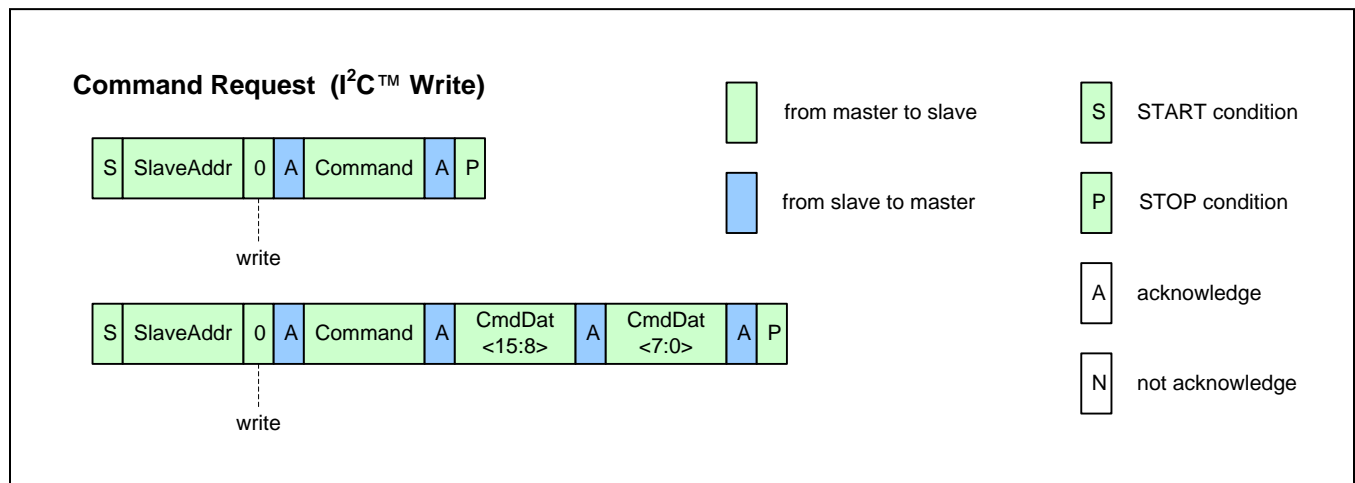 Command Request (I²C™ Write)
S SlaveAddr 0 A Command A P
write
S SlaveAddr 0 A Command A CmdDat <15:8> A CmdDat <7:0> A P
write
from master to slave
from slave to master
S START condition
P STOP condition
A acknowledge
N not acknowledge